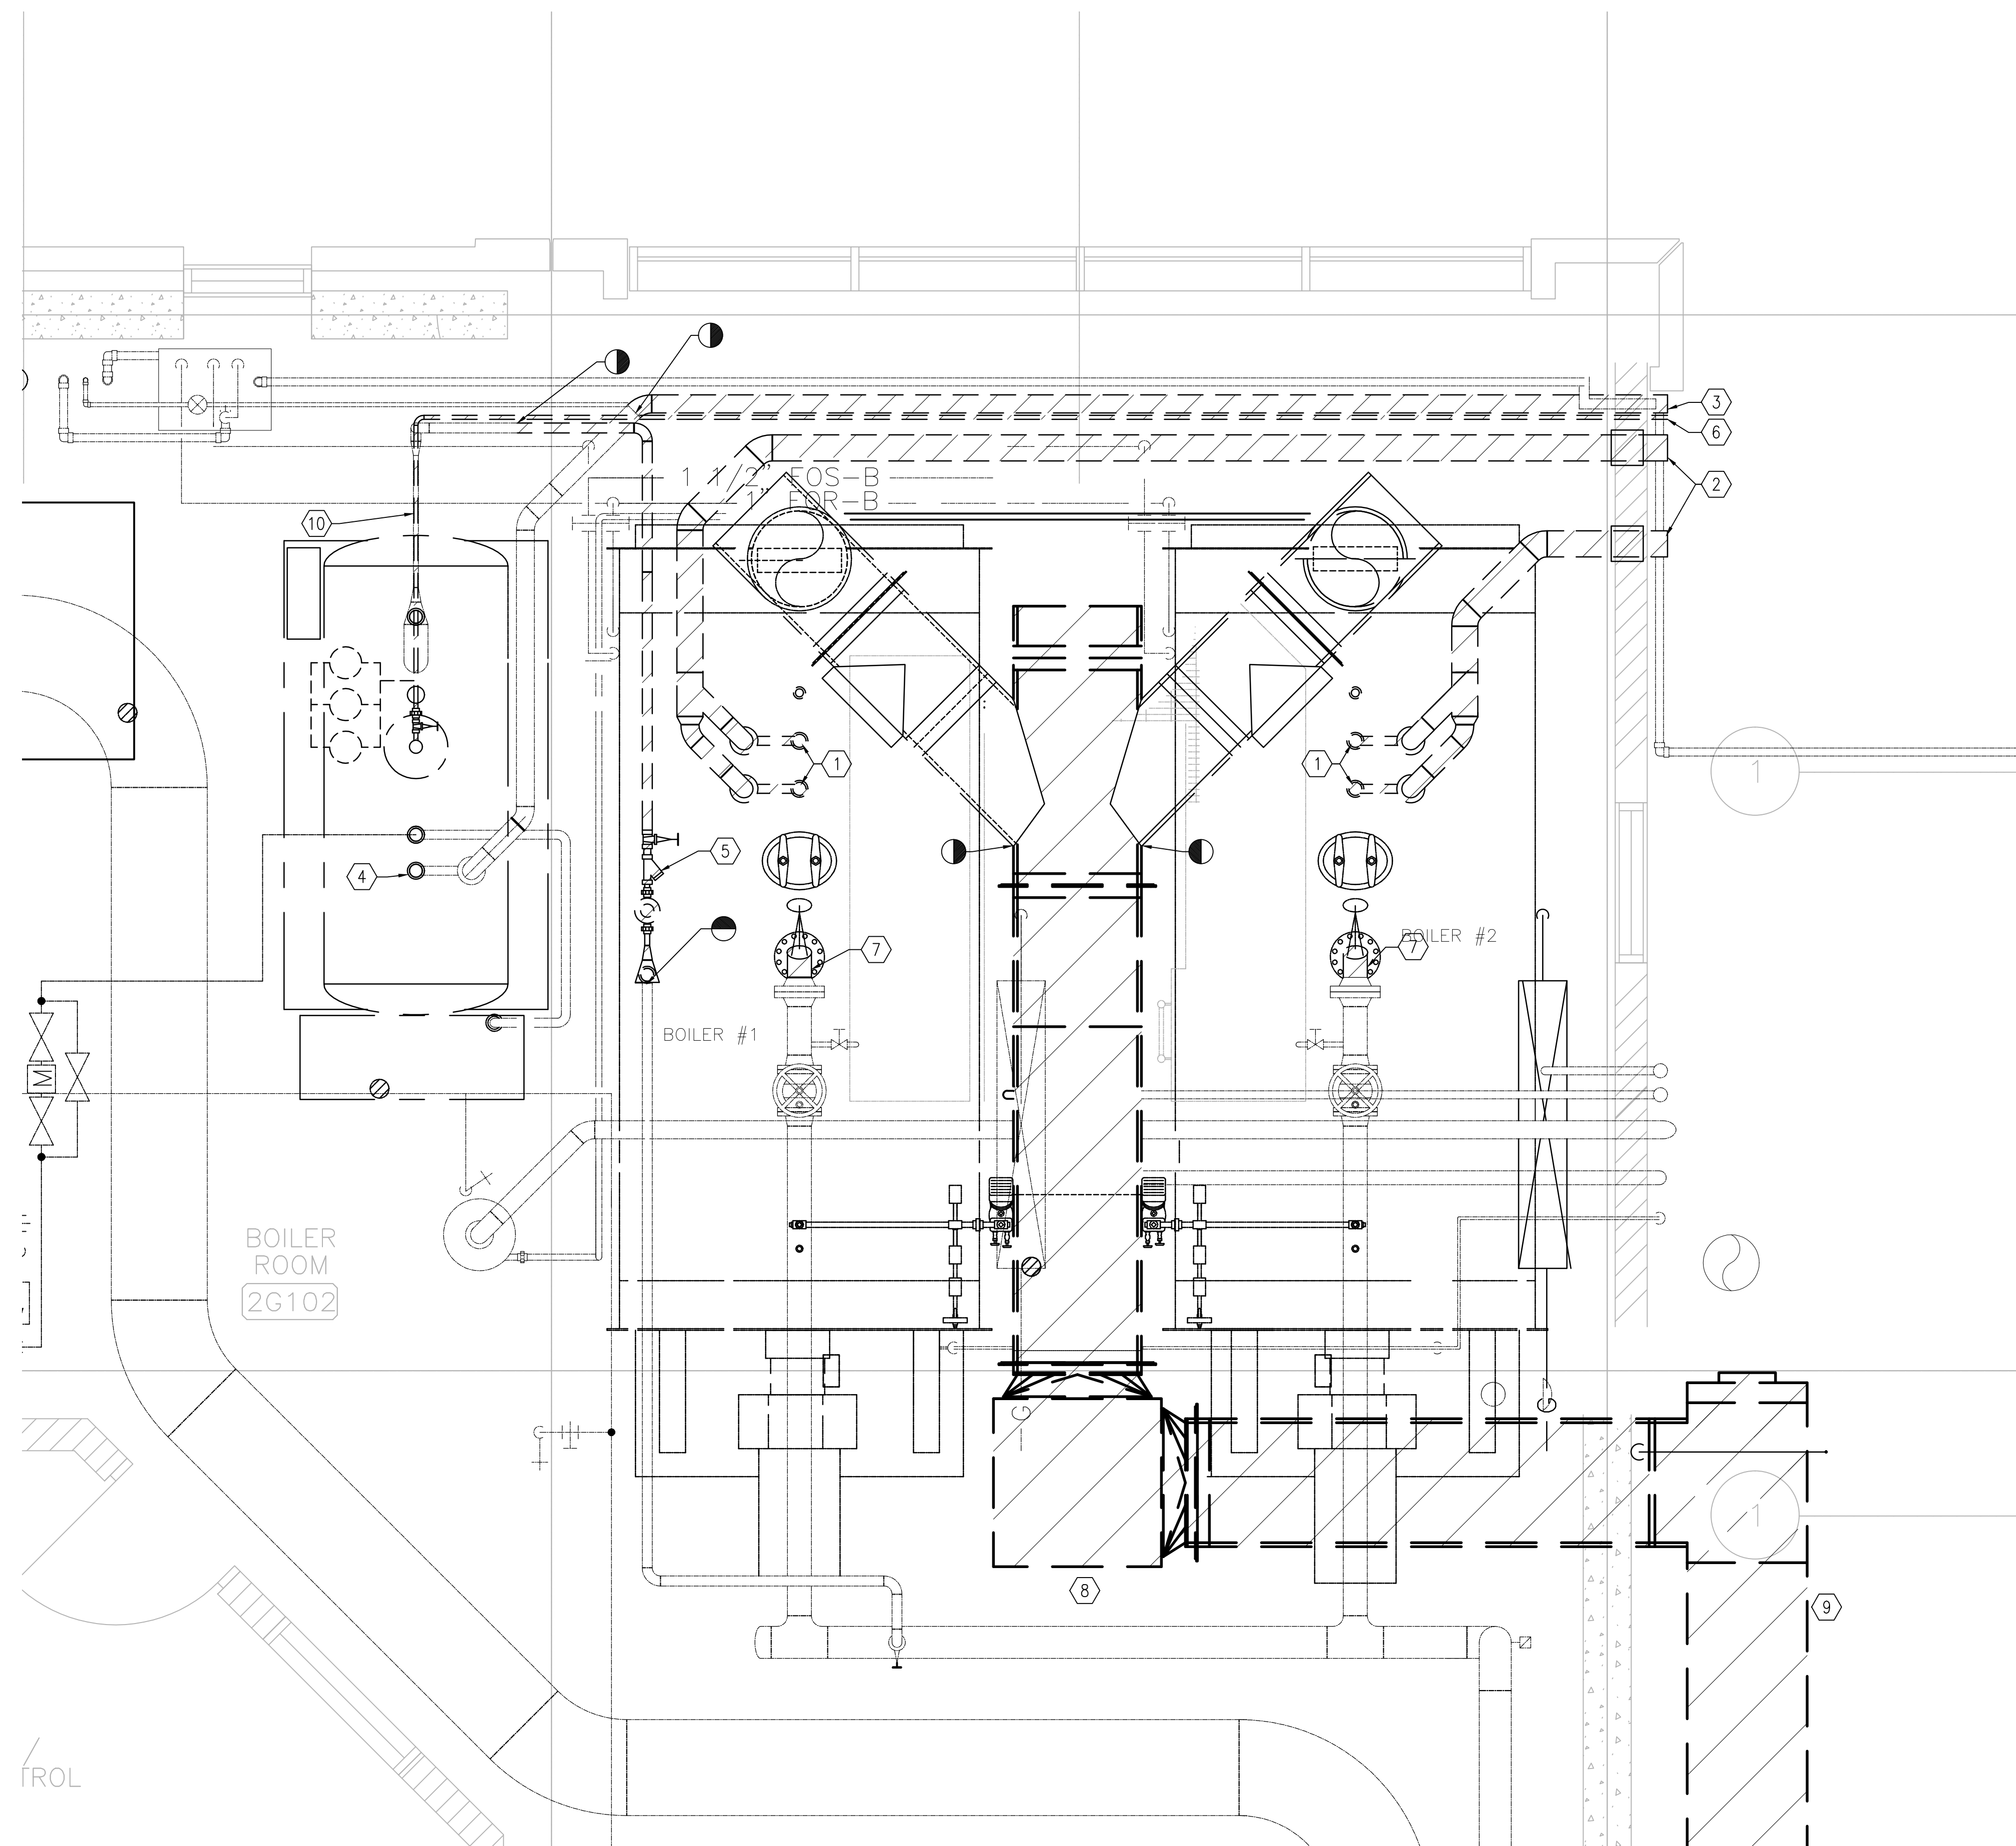 3
6
1 1/2" FOS-B
1" FOR-B
2
10
1
1
1
5
4
BOILER #2
7
7
BOILER #1
M
BOILER
ROOM
2G102
G
1
8
9
TROL